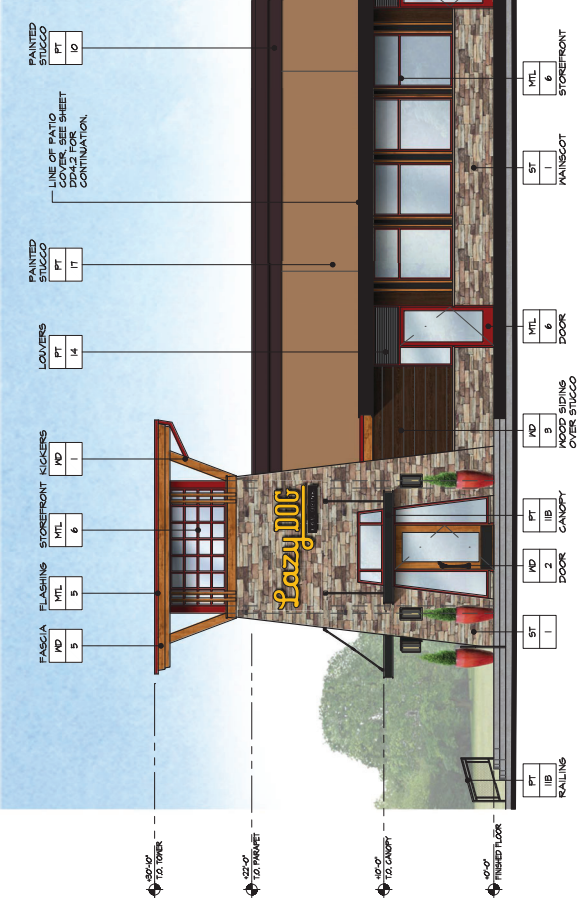 FASCIA
WD
5
FLASHING
MTL
5
STOREFRONT
MTL
6
KICKERS
WD
1
LOUVERS
PT
14
PAINTED
STUCCO
PT
17
LINE OF PATIO
COVER, SEE SHEET
DD4.2 FOR
CONTINUATION.
PAINTED
STUCCO
PT
10
+30'-10"
T.O. TOWER
+22'-0"
T.O. PARAPET
+10'-0"
T.O. CANOPY
+0'-0"
FINISHED FLOOR
Lazy DOG
PT
11B
RAILING
ST
1
WD
2
DOOR
PT
11B
CANOPY
WD
3
WOOD SIDING
OVER STUCCO
MTL
6
DOOR
ST
1
WAINSCOT
MTL
6
STOREFRONT